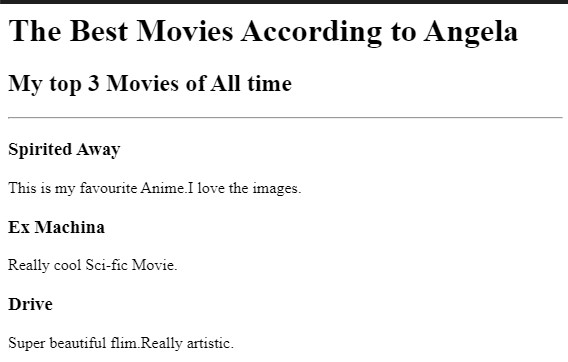 The Best Movies According to Angela
My top 3 Movies of All time
Spirited Away
This is my favourite Anime.I love the images.
Ex Machina
Really cool Sci-fic Movie.
Drive
Super beautiful flim.Really artistic.